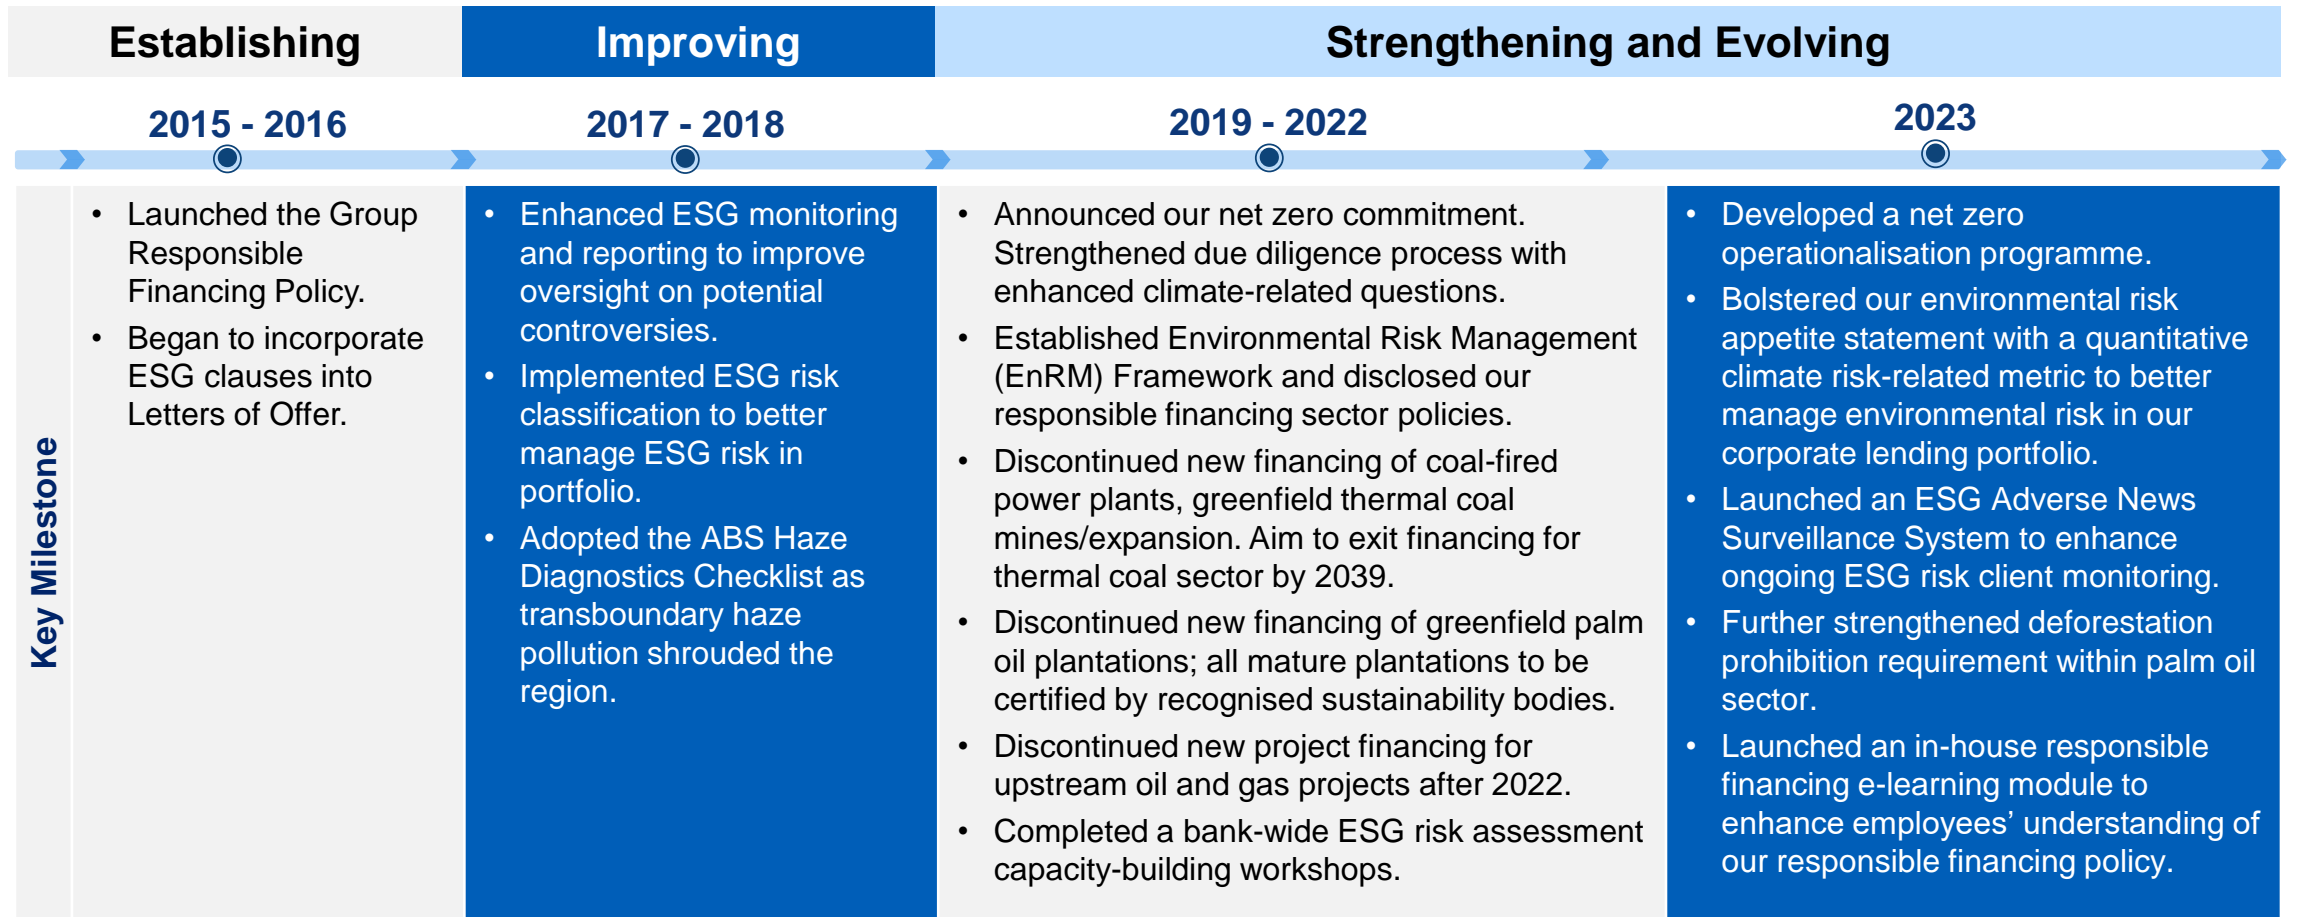 Establishing
Improving
Strengthening and Evolving
2015 - 2016
2017 - 2018
2019 - 2022
2023
Key Milestone
• Launched the Group
Responsible
Financing Policy.
• Began to incorporate
ESG clauses into
Letters of Offer.
• Enhanced ESG monitoring
and reporting to improve
oversight on potential
controversies.
• Implemented ESG risk
classification to better
manage ESG risk in
portfolio.
• Adopted the ABS Haze
Diagnostics Checklist as
transboundary haze
pollution shrouded the
region.
• Announced our net zero commitment.
Strengthened due diligence process with
enhanced climate-related questions.
• Established Environmental Risk Management
(EnRM) Framework and disclosed our
responsible financing sector policies.
• Discontinued new financing of coal-fired
power plants, greenfield thermal coal
mines/expansion. Aim to exit financing for
thermal coal sector by 2039.
• Discontinued new financing of greenfield palm
oil plantations; all mature plantations to be
certified by recognised sustainability bodies.
• Discontinued new project financing for
upstream oil and gas projects after 2022.
• Completed a bank-wide ESG risk assessment
capacity-building workshops.
• Developed a net zero
operationalisation programme.
• Bolstered our environmental risk
appetite statement with a quantitative
climate risk-related metric to better
manage environmental risk in our
corporate lending portfolio.
• Launched an ESG Adverse News
Surveillance System to enhance
ongoing ESG risk client monitoring.
• Further strengthened deforestation
prohibition requirement within palm oil
sector.
• Launched an in-house responsible
financing e-learning module to
enhance employees’ understanding of
our responsible financing policy.